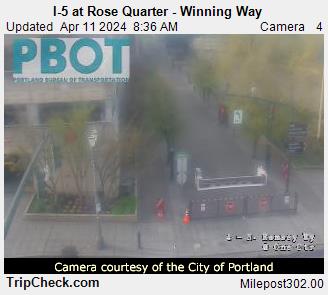 I-5 at Rose Quarter - Winning Way
Updated Apr 11 2024 8:36 AM Camera 4
PBOT
PORTLAND BUREAU OF TRANSPORTATION
Camera courtesy of the City of Portland
TripCheck.com Milepost302.00